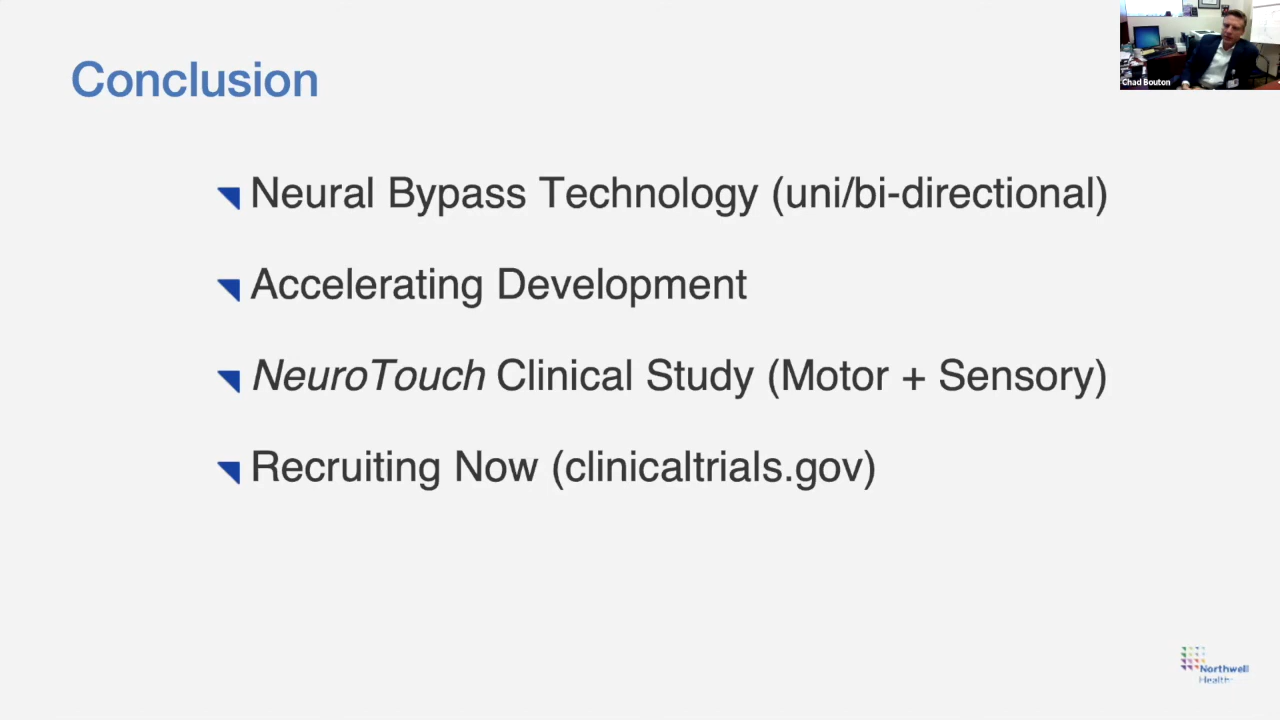 Conclusion
Chad Bouton
Neural Bypass Technology (uni/bi-directional)
Accelerating Development
NeuroTouch Clinical Study (Motor + Sensory)
Recruiting Now (clinicaltrials.gov)
Northwell
Health